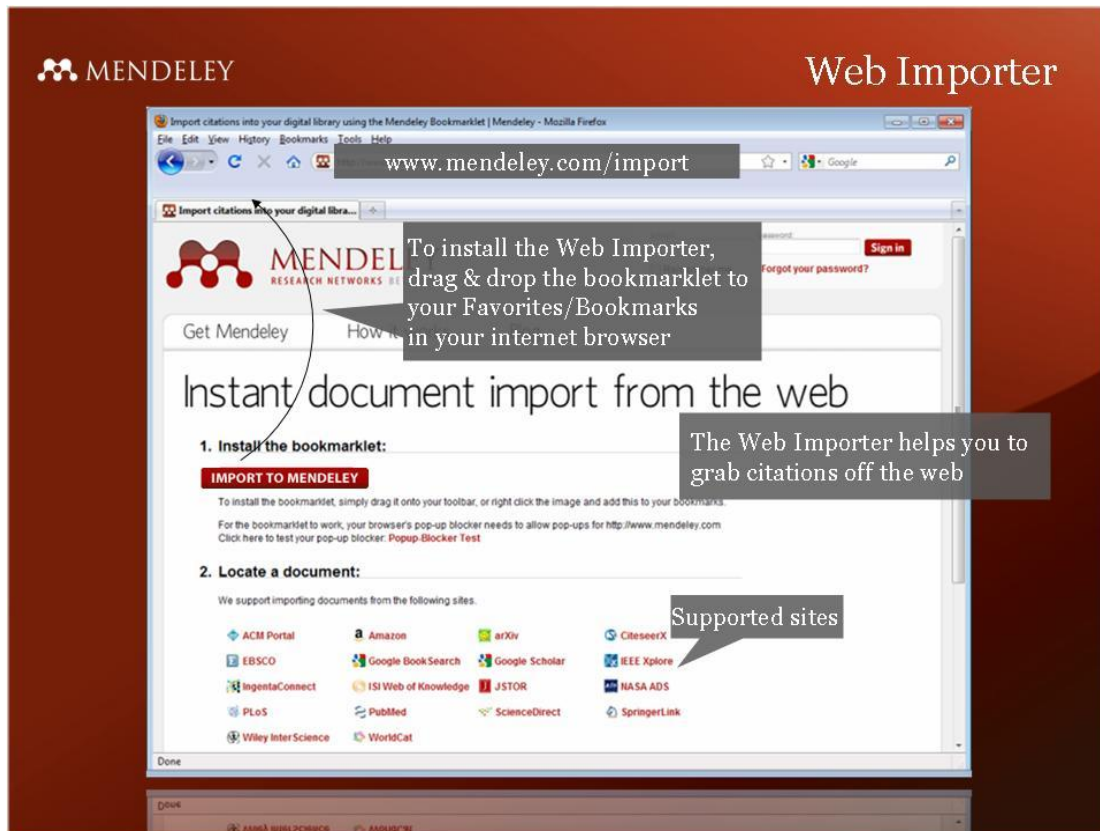 MENDELEY
Web Importer
Import citations into your digital library using the Mendeley Bookmarklet | Mendeley - Mozilla Firefox
File Edit View History Bookmarks Tools Help
www.mendeley.com/import
Google
Import citations into your digital libra...
To install the Web Importer,
drag & drop the bookmarklet to
your Favorites/Bookmarks
in your internet browser
MENDEL
RESEARCH NETWORKS
Sign in
Forgot your password?
Get Mendeley
How it
Instant document import from the web
1. Install the bookmarklet:
The Web Importer helps you to
grab citations off the web
IMPORT TO MENDELEY
To install the bookmarklet, simply drag it onto your toolbar, or right click the image and add this to your bookmarks.
For the bookmarklet to work, your browser's pop-up blocker needs to allow pop-ups for http://www.mendeley.com
Click here to test your pop-up blocker: Popup-Blocker Test
2. Locate a document:
We support importing documents from the following sites.
Supported sites
ACM Portal Amazon arXiv CiteseerX
EBSCO Google Book Search Google Scholar IEEE Xplore
IngentaConnect ISI Web of Knowledge JSTOR NASA ADS
PLoS PubMed ScienceDirect SpringerLink
Wiley InterScience WorldCat
Done